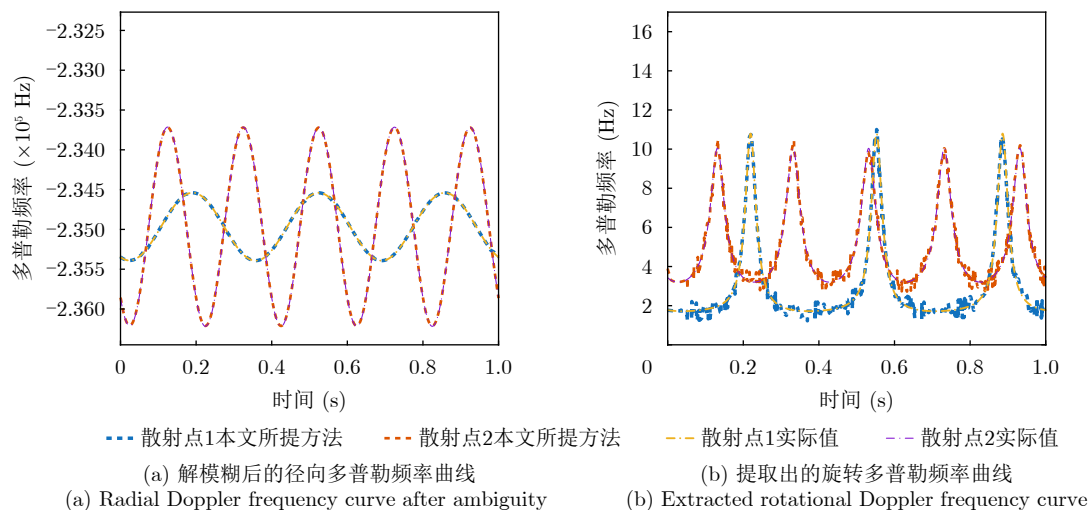 −2.325
−2.330
−2.335
−2.340
−2.345
−2.350
−2.355
−2.360
多普勒频率 (×10⁵ Hz)
0 0.2 0.4 0.6 0.8 1.0
时间 (s)
16
14
12
10
8
6
4
2
多普勒频率 (Hz)
0 0.2 0.4 0.6 0.8 1.0
时间 (s)
散射点1本文所提方法 散射点2本文所提方法 散射点1实际值 散射点2实际值
(a) 解模糊后的径向多普勒频率曲线
(a) Radial Doppler frequency curve after ambiguity
(b) 提取出的旋转多普勒频率曲线
(b) Extracted rotational Doppler frequency curve